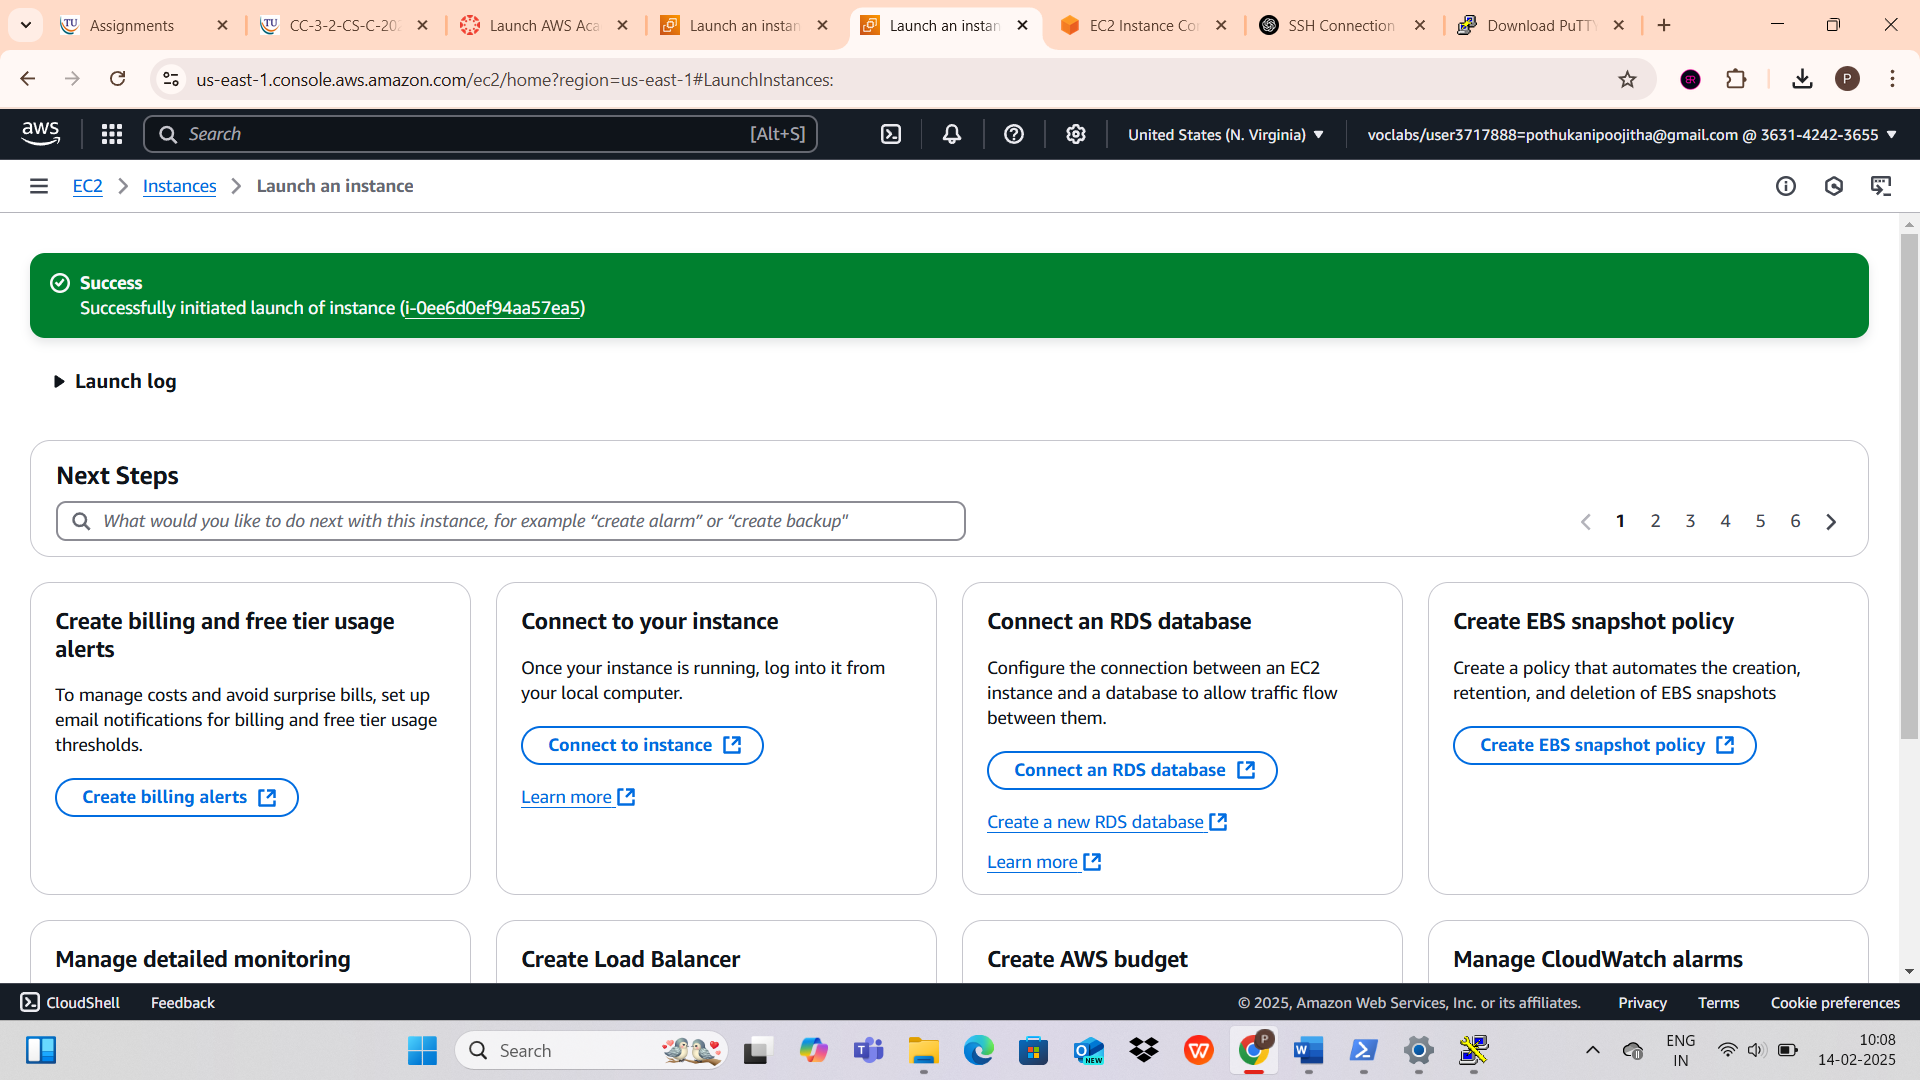 Assignments
CC-3-2-CS-C-202
Launch AWS Aca
Launch an instan
Launch an instan
EC2 Instance Co
SSH Connection
Download PuTTY
us-east-1.console.aws.amazon.com/ec2/home?region=us-east-1#LaunchInstances:
ER
P
aws
Search
[Alt+S]
United States (N. Virginia)
voclabs/user3717888=pothukanipoojitha@gmail.com @ 3631-4242-3655
EC2
Instances
Launch an instance
Success
Successfully initiated launch of instance (i-0ee6d0ef94aa57ea5)
Launch log
Next Steps
What would you like to do next with this instance, for example “create alarm” or “create backup"
1 2 3 4 5 6
Create billing and free tier usage
alerts
To manage costs and avoid surprise bills, set up
email notifications for billing and free tier usage
thresholds.
Create billing alerts
Connect to your instance
Once your instance is running, log into it from
your local computer.
Connect to instance
Learn more
Connect an RDS database
Configure the connection between an EC2
instance and a database to allow traffic flow
between them.
Connect an RDS database
Create a new RDS database
Learn more
Create EBS snapshot policy
Create a policy that automates the creation,
retention, and deletion of EBS snapshots
Create EBS snapshot policy
Manage detailed monitoring
Create Load Balancer
Create AWS budget
Manage CloudWatch alarms
CloudShell
Feedback
© 2025, Amazon Web Services, Inc. or its affiliates.
Privacy
Terms
Cookie preferences
Search
NEW
P
ENG
IN
10:08
14-02-2025